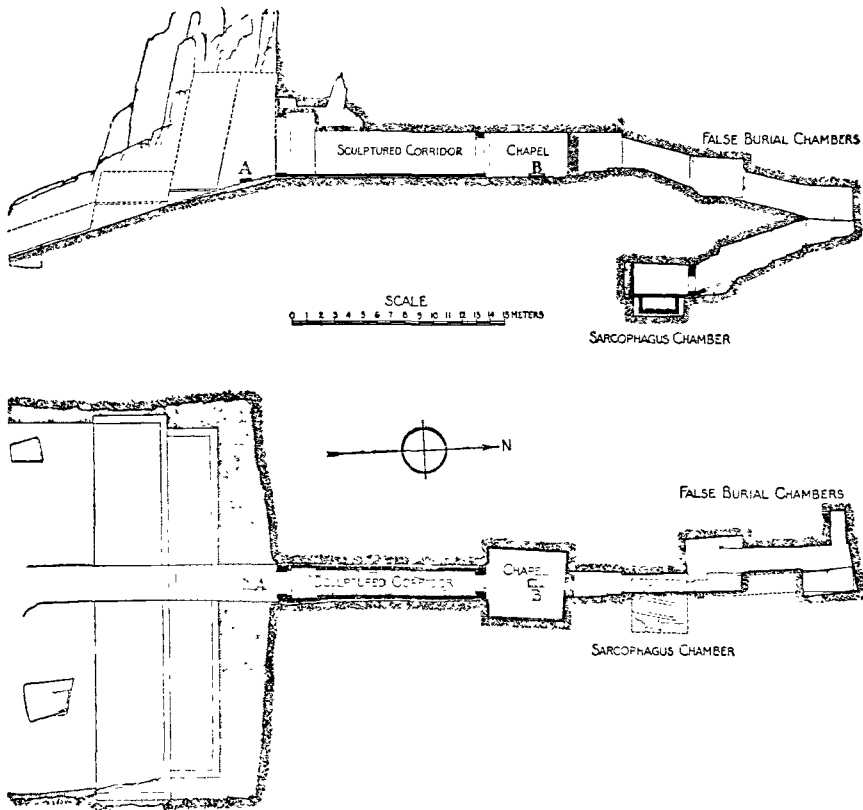 FALSE BURIAL CHAMBERS
SCULPTURED CORRIDOR
CHAPEL
A
B
SCALE
0 1 2 3 4 5 6 7 8 9 10 11 12 13 14 15 METERS
SARCOPHAGUS CHAMBER
N
FALSE BURIAL CHAMBERS
A
SCULPTURED CORRIDOR
CHAPEL
B
SARCOPHAGUS CHAMBER